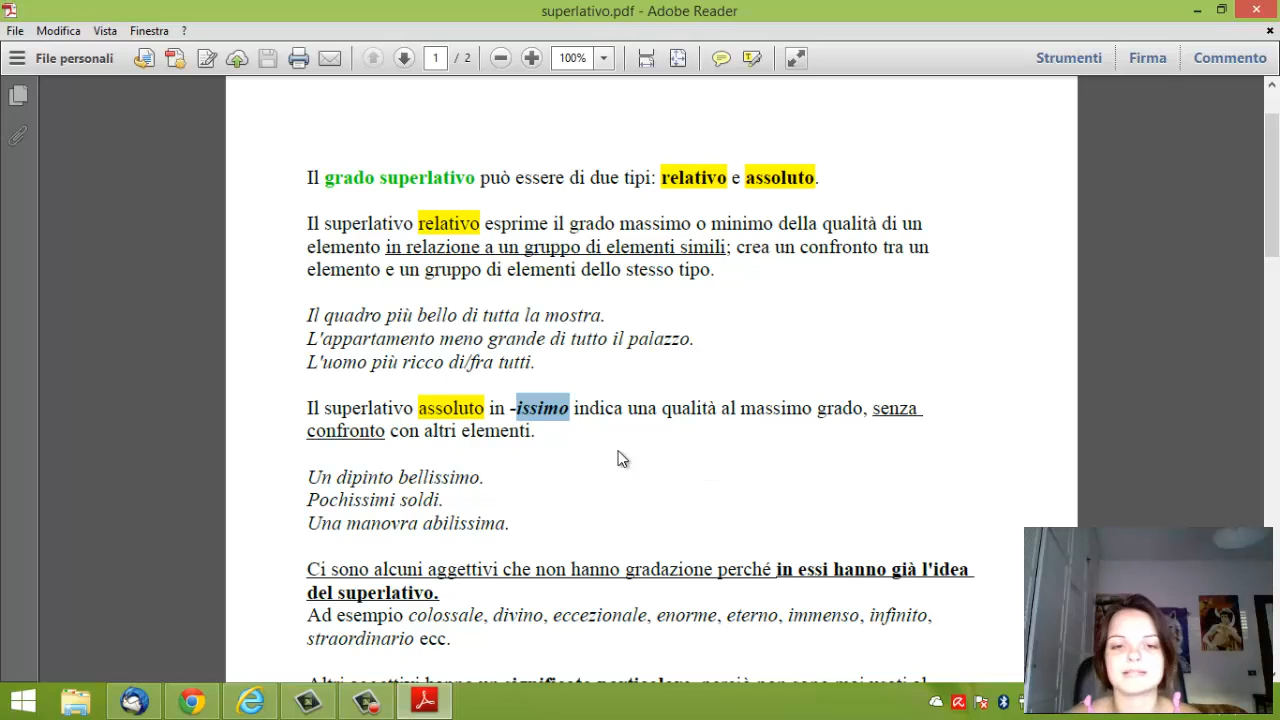 superlativo.pdf - Adobe Reader
File Modifica Vista Finestra ?
File personali 1 / 2 100% Strumenti Firma Commento
Il grado superlativo può essere di due tipi: relativo e assoluto.
Il superlativo relativo esprime il grado massimo o minimo della qualità di un
elemento in relazione a un gruppo di elementi simili; crea un confronto tra un
elemento e un gruppo di elementi dello stesso tipo.
Il quadro più bello di tutta la mostra.
L'appartamento meno grande di tutto il palazzo.
L'uomo più ricco di/fra tutti.
Il superlativo assoluto in -issimo indica una qualità al massimo grado, senza
confronto con altri elementi.
Un dipinto bellissimo.
Pochissimi soldi.
Una manovra abilissima.
Ci sono alcuni aggettivi che non hanno gradazione perché in essi hanno già l'idea
del superlativo.
Ad esempio colossale, divino, eccezionale, enorme, eterno, immenso, infinito,
straordinario ecc.